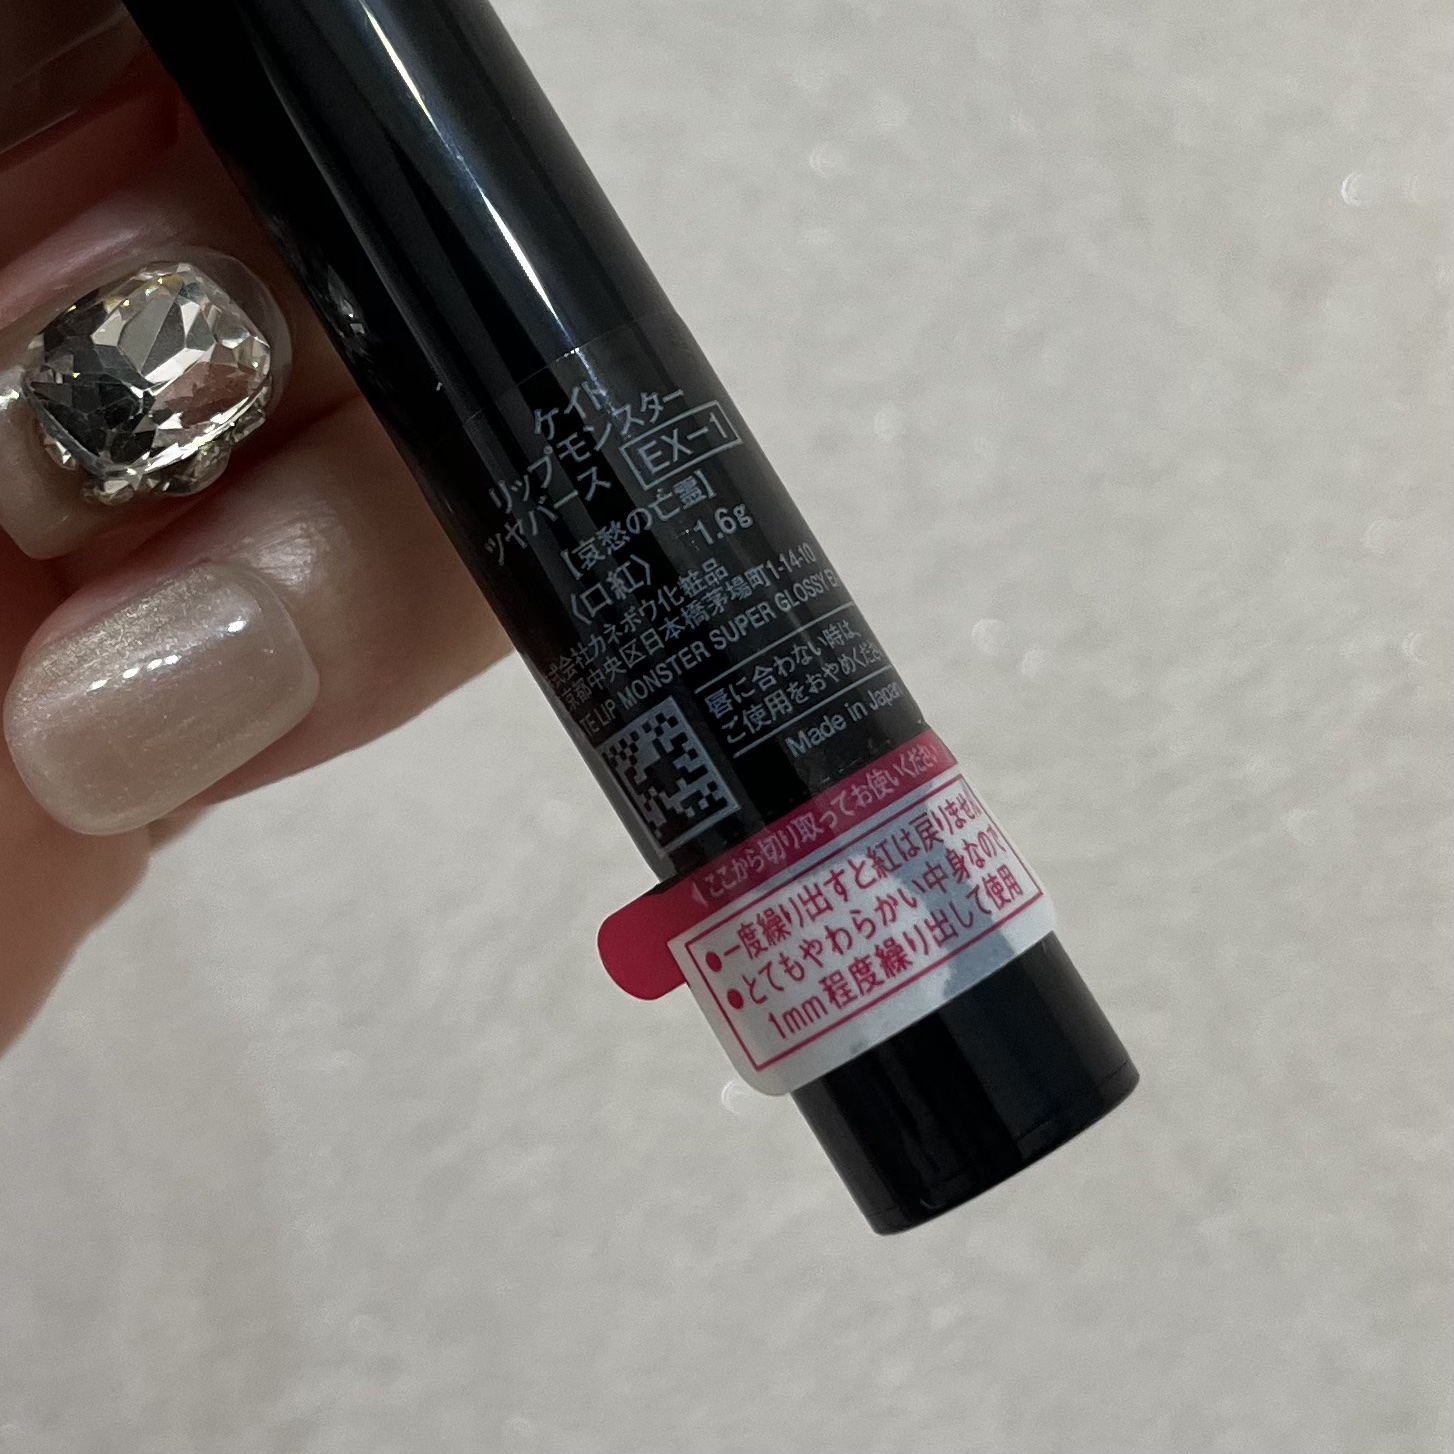 ケイト
リップモンスター
ツヤバース EX-1
【哀愁の亡霊】
〈口紅〉 1.6g
式会社カネボウ化粧品
京都中央区日本橋茅場町1-14-10
TE LIP MONSTER SUPER GLOSSY
唇に合わない時は、
ご使用をおやめくださ
Made in Japan
ここから切り取ってお使いください
●一度繰り出すと紅は戻りません
●とてもやわらかい中身なので
1mm程度繰り出して使用